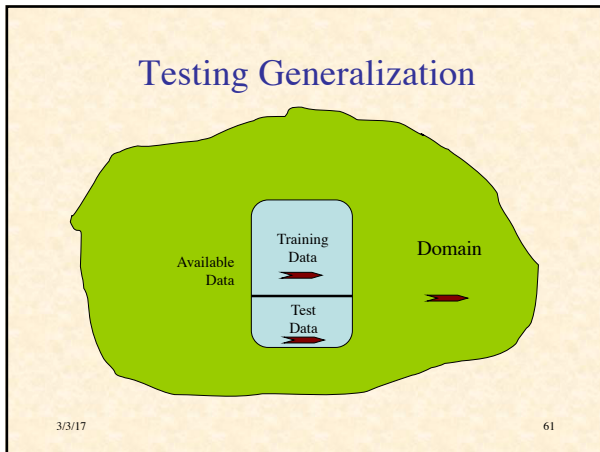 Testing Generalization
Available
Data
Training
Data
Test
Data
Domain
3/3/17
61